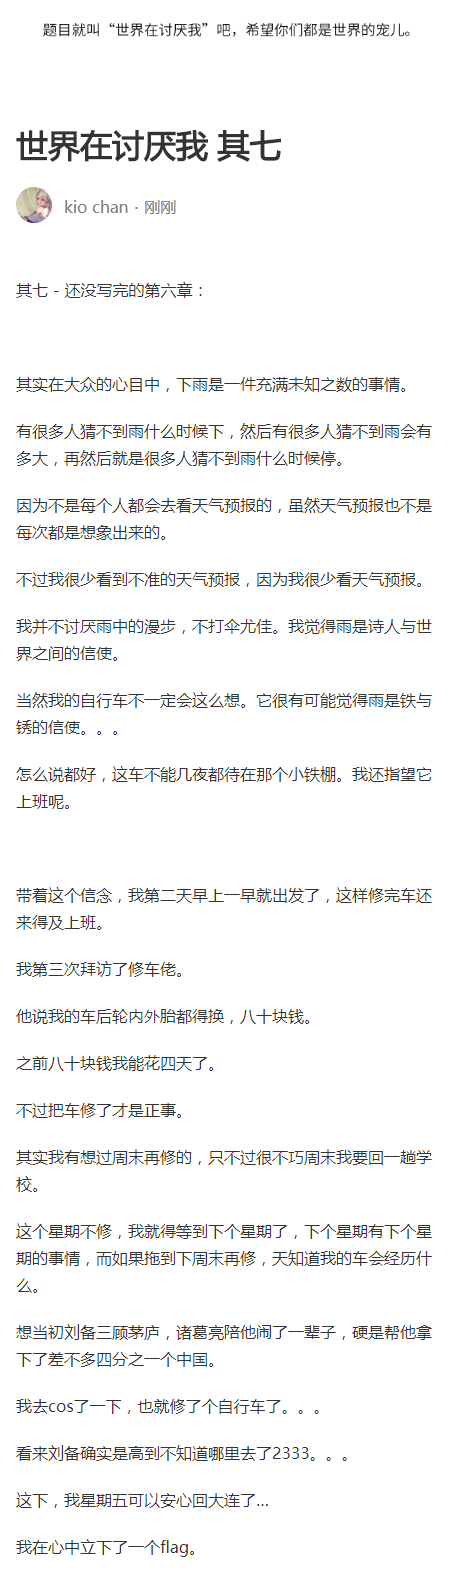 题目就叫“世界在讨厌我”吧，希望你们都是世界的宠儿。
世界在讨厌我 其七
kio chan · 刚刚
其七 - 还没写完的第六章：
其实在大众的心目中，下雨是一件充满未知之数的事情。
有很多人猜不到雨什么时候下，然后有很多人猜不到雨会有
多大，再然后就是很多人猜不到雨什么时候停。
因为不是每个人都会去看天气预报的，虽然天气预报也不是
每次都是想象出来的。
不过我很少看到不准的天气预报，因为我很少看天气预报。
我并不讨厌雨中的漫步，不打伞尤佳。我觉得雨是诗人与世
界之间的信使。
当然我的自行车不一定会这么想。它很有可能觉得雨是铁与
锈的信使。。。
怎么说都好，这车不能几夜都待在那个小铁棚。我还指望它
上班呢。
带着这个信念，我第二天早上一早就出发了，这样修完车还
来得及上班。
我第三次拜访了修车佬。
他说我的车后轮内外胎都得换，八十块钱。
之前八十块钱我能花四天了。
不过把车修了才是正事。
其实我有想过周末再修的，只不过很不巧周末我要回一趟学
校。
这个星期不修，我就得等到下个星期了，下个星期有下个星
期的事情，而如果拖到下周末再修，天知道我的车会经历什
么。
想当初刘备三顾茅庐，诸葛亮陪他闹了一辈子，硬是帮他拿
下了差不多四分之一个中国。
我去cos了一下，也就修了个自行车了。。。
看来刘备确实是高到不知道哪里去了2333。。。
这下，我星期五可以安心回大连了...
我在心中立下了一个flag。